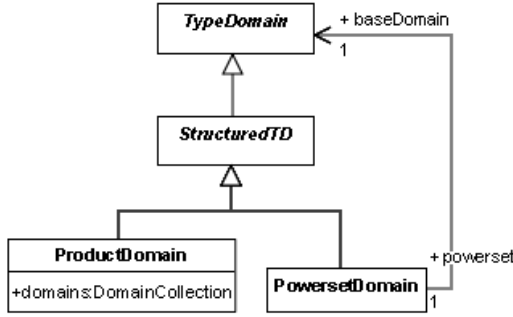 TypeDomain
+ baseDomain
1
StructuredTD
ProductDomain
+domains:DomainCollection
+ powerset
PowersetDomain
1